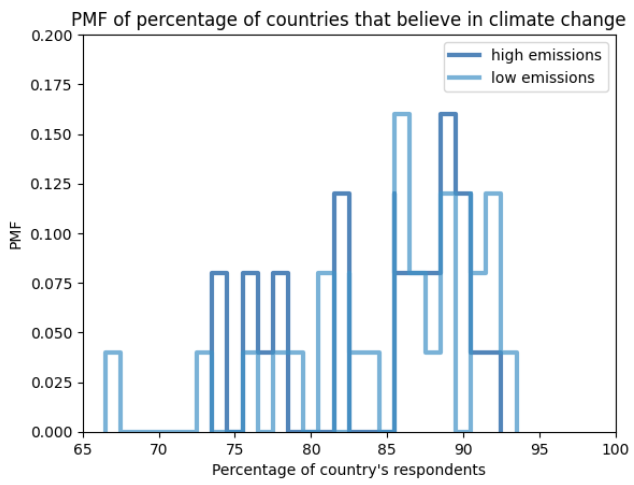 PMF of percentage of countries that believe in climate change
high emissions
low emissions
0.200
0.175
0.150
0.125
0.100
0.075
0.050
0.025
0.000
PMF
65 70 75 80 85 90 95 100
Percentage of country's respondents